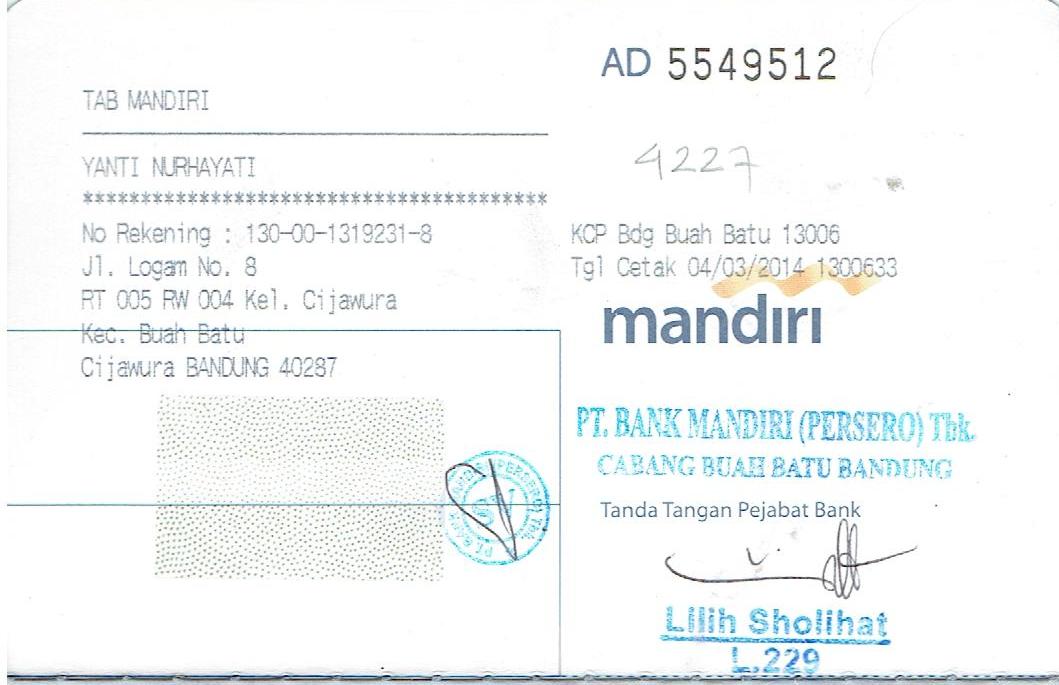 AD 5549512
TAB MANDIRI
YANTI NURHAYATI
****************************************
4227
No Rekening : 130-00-1319231-8
Jl. Logam No. 8
RT 005 RW 004 Kel. Cijawura
Kec. Buah Batu
Cijawura BANDUNG 40287
KCP Bdg Buah Batu 13006
Tgl Cetak 04/03/2014 1300633
mandiri
PT. BANK MANDIRI (PERSERO) Tbk.
CABANG BUAH BATU BANDUNG
Tanda Tangan Pejabat Bank
Lilih Sholihat
L.229